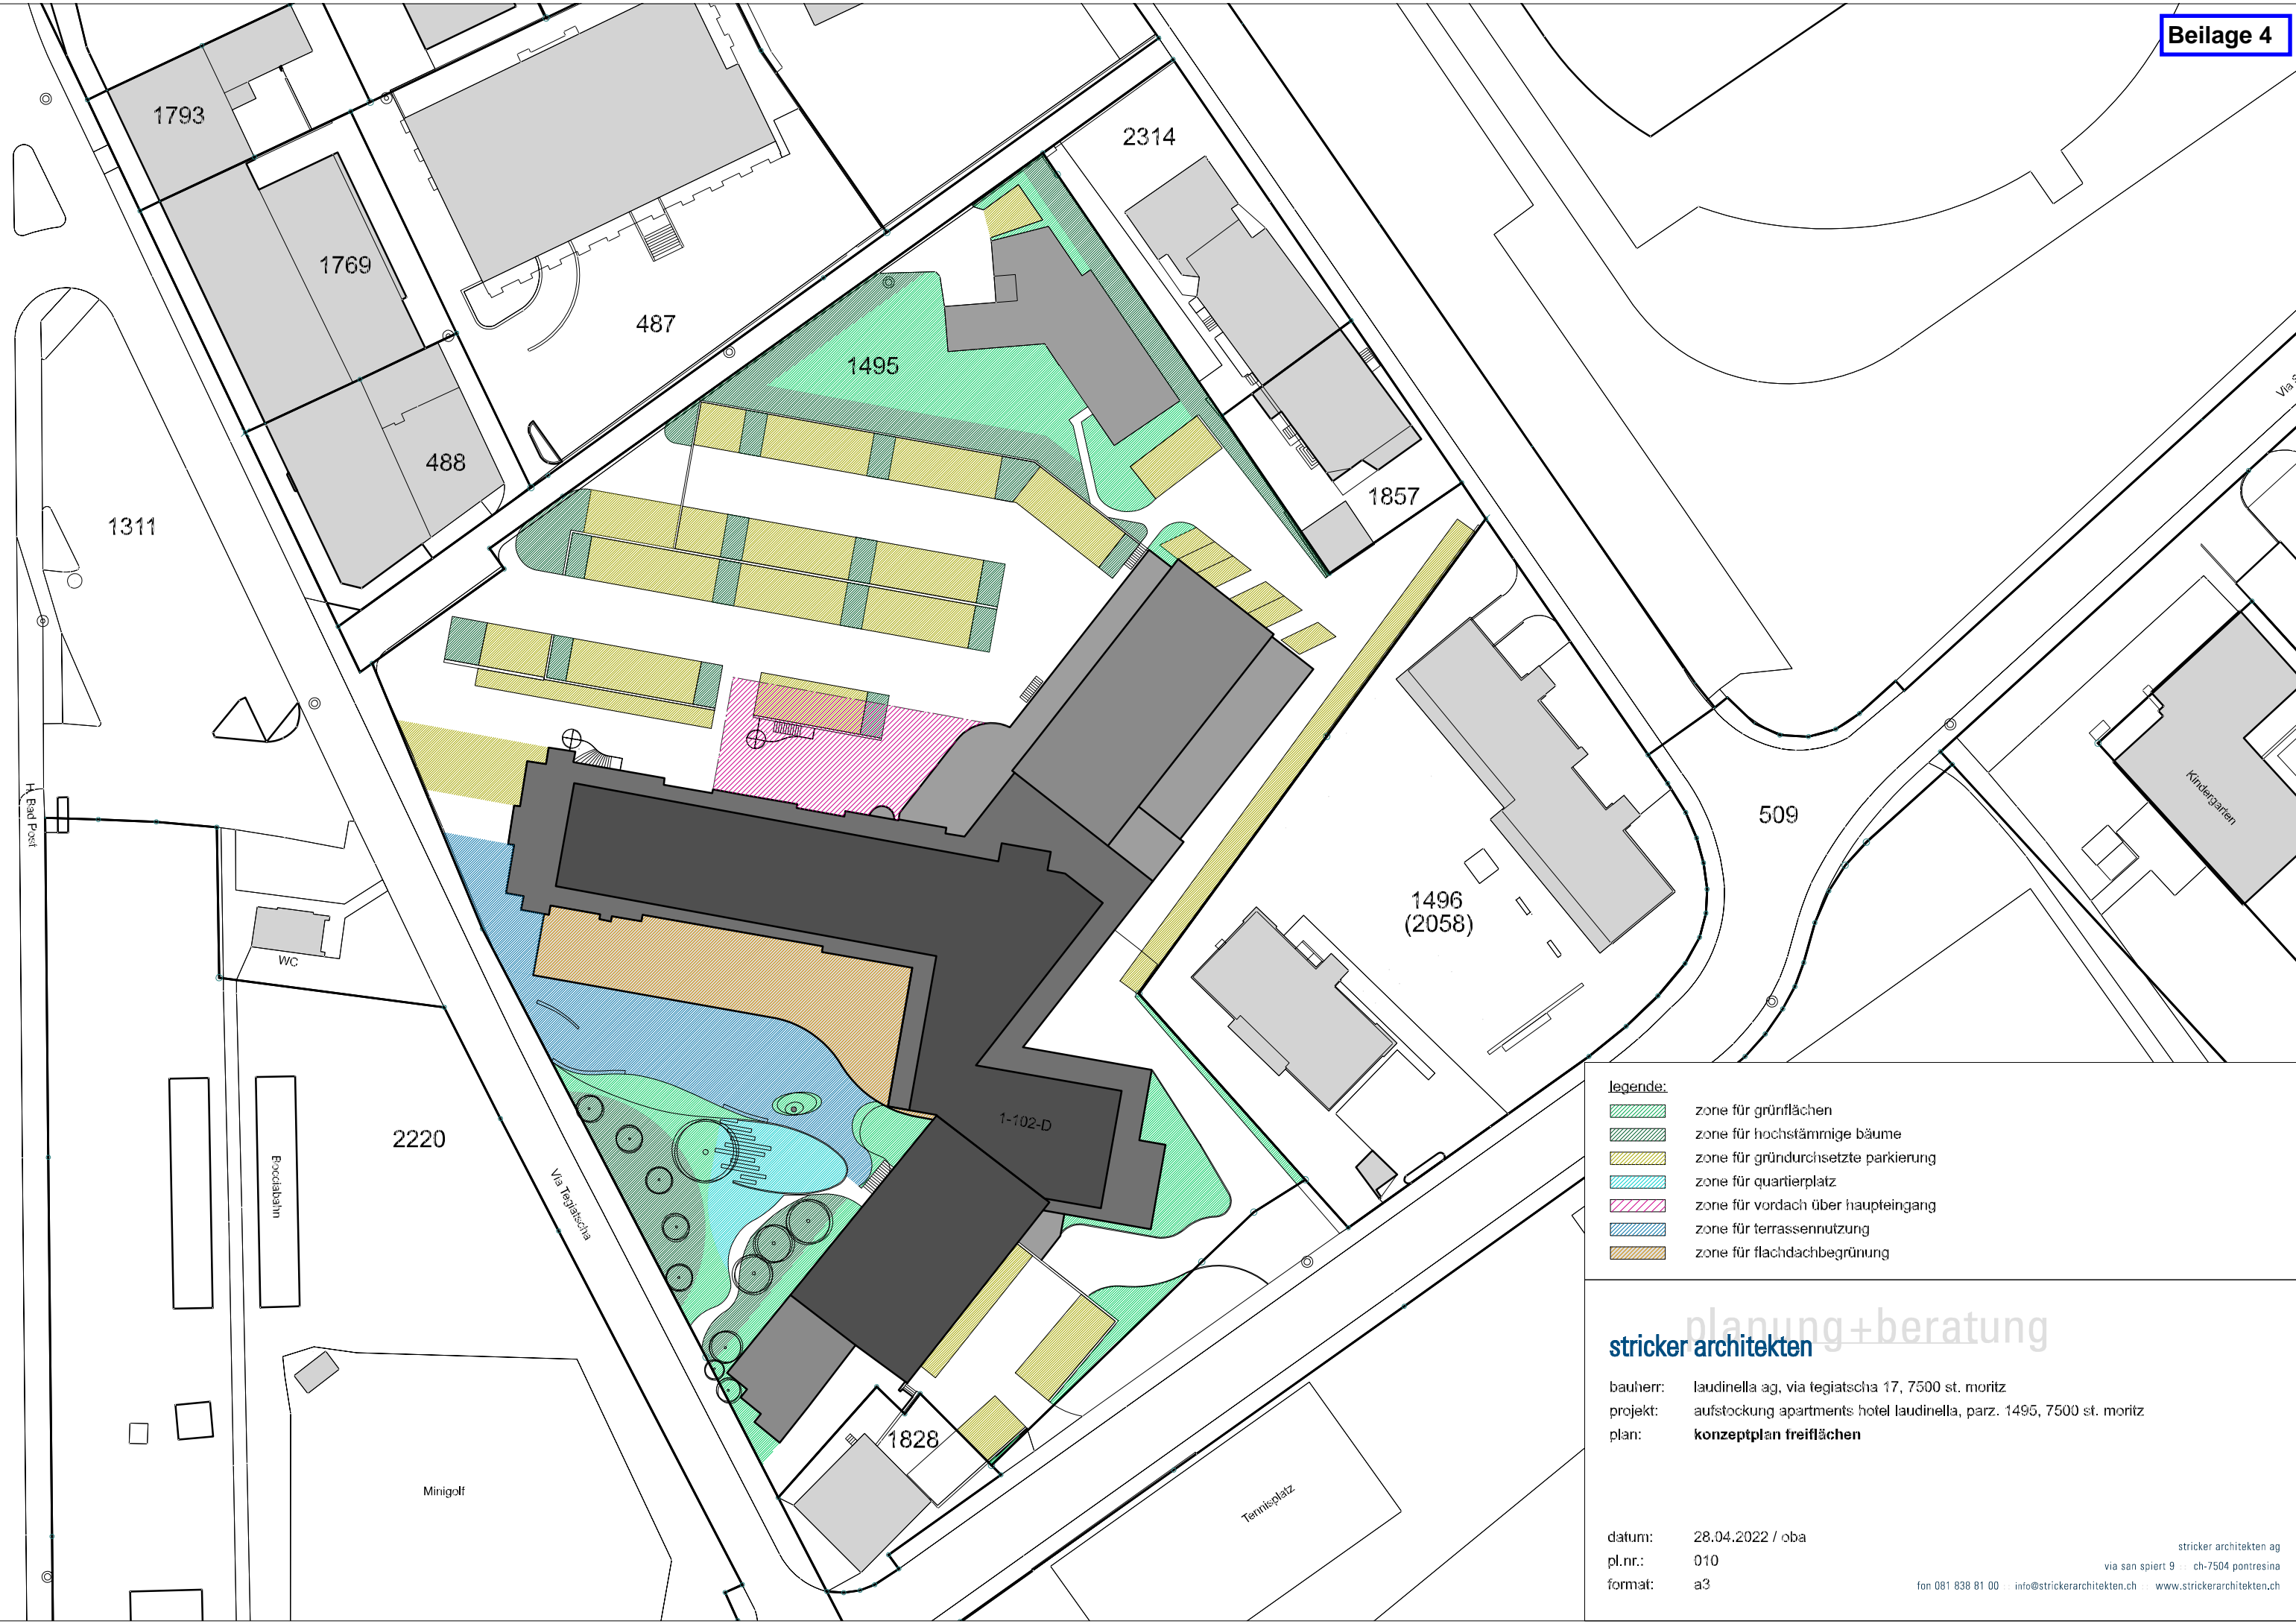 Beilage 4
1793
2314
1769
487
1495
488
1857
1311
Via S
H. Bad Post
509
Kindergarten
1496
(2058)
WC
1-102-D
2220
Bocciabahn
Via Tegiatscha
Minigolf
1828
Tennisplatz
legende:
zone für grünflächen
zone für hochstämmige bäume
zone für gründurchsetzte parkierung
zone für quartierplatz
zone für vordach über haupteingang
zone für terrassennutzung
zone für flachdachbegrünung
planung+beratung
stricker architekten
bauherr: laudinella ag, via tegiatscha 17, 7500 st. moritz
projekt: aufstockung apartments hotel laudinella, parz. 1495, 7500 st. moritz
plan: konzeptplan freiflächen
datum: 28.04.2022 / oba
pl.nr.: 010
format: a3
stricker architekten ag
via san spiert 9 :: ch-7504 pontresina
fon 081 838 81 00 :: info@strickerarchitekten.ch :: www.strickerarchitekten.ch